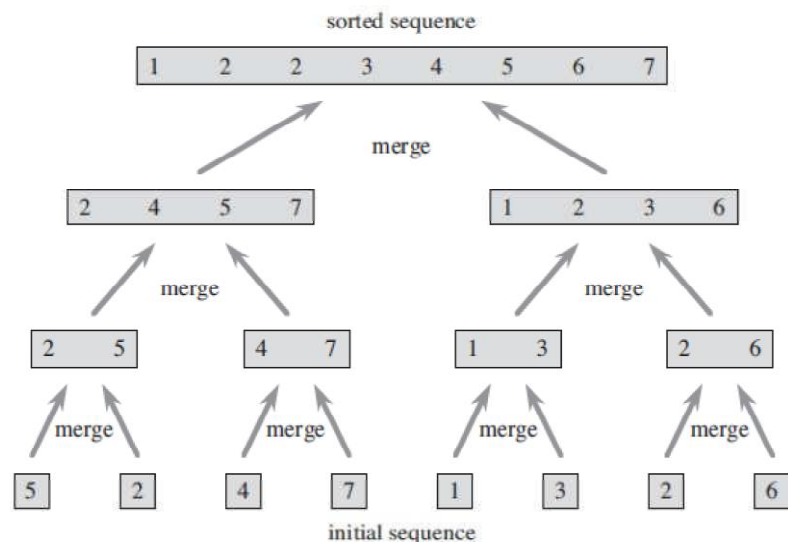 sorted sequence
1 2 2 3 4 5 6 7
merge
2 4 5 7
1 2 3 6
merge
merge
2 5
4 7
1 3
2 6
merge
merge
merge
merge
5
2
4
7
1
3
2
6
initial sequence